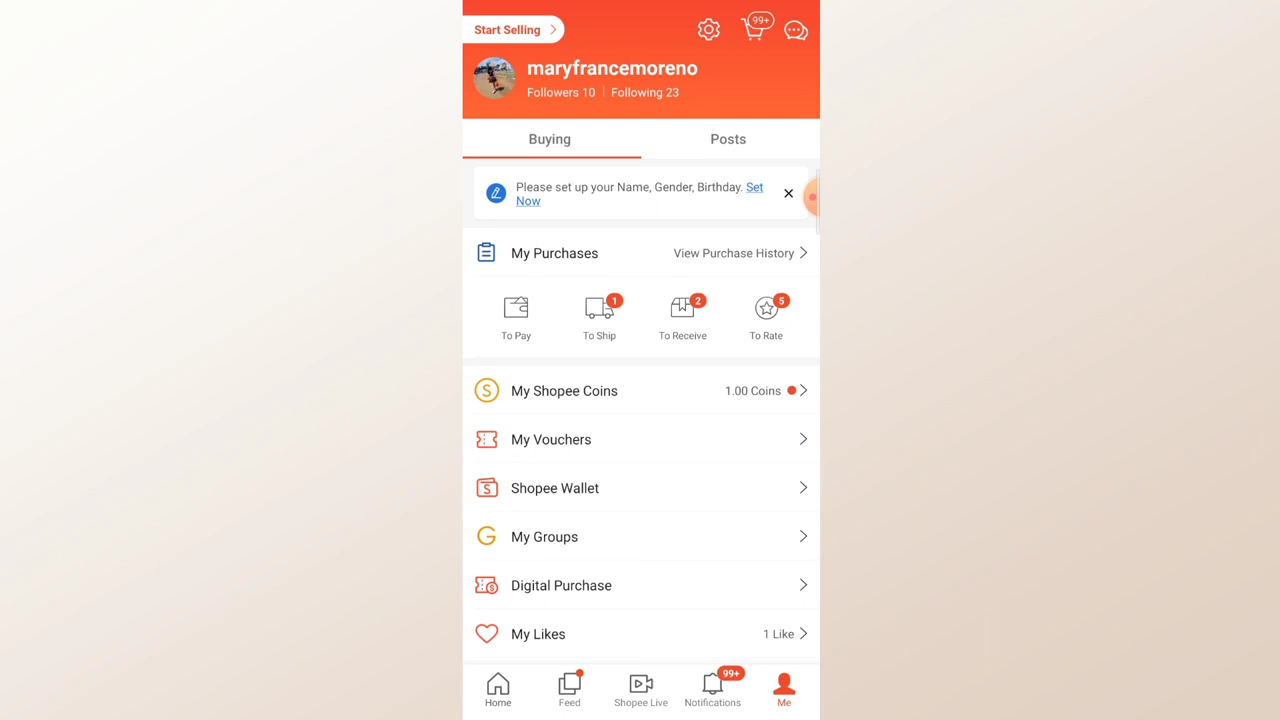 Start Selling
99+
maryfrancemoreno
Followers 10 | Following 23
Buying
Posts
Please set up your Name, Gender, Birthday. Set
Now
My Purchases
View Purchase History
1
2
5
To Pay
To Ship
To Receive
To Rate
My Shopee Coins
1.00 Coins
My Vouchers
Shopee Wallet
My Groups
Digital Purchase
My Likes
1 Like
99+
Home
Feed
Shopee Live
Notifications
Me